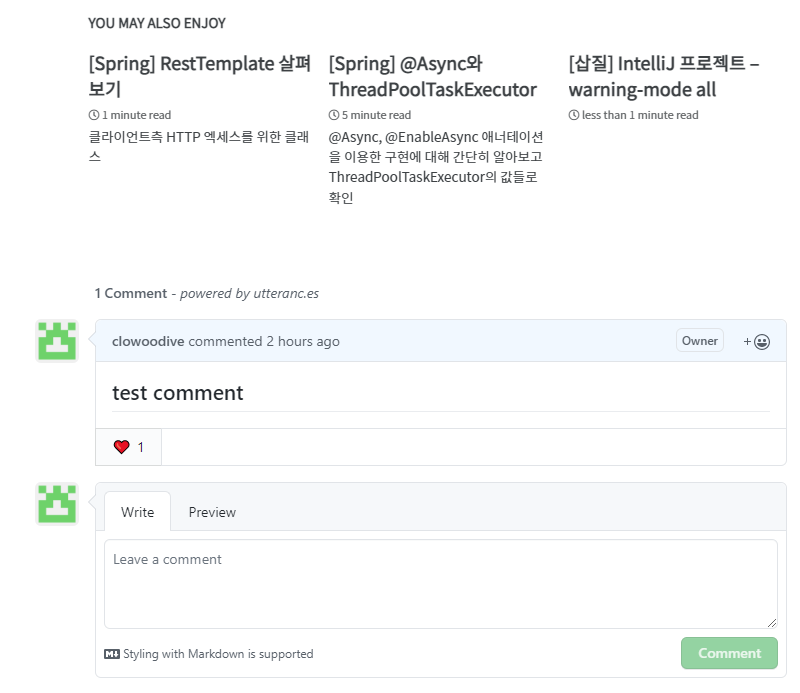 YOU MAY ALSO ENJOY
[Spring] RestTemplate 살펴
보기
1 minute read
클라이언트측 HTTP 엑세스를 위한 클래
스
[Spring] @Async와
ThreadPoolTaskExecutor
5 minute read
@Async, @EnableAsync 애너테이션
을 이용한 구현에 대해 간단히 알아보고
ThreadPoolTaskExecutor의 값들로
확인
[삽질] IntelliJ 프로젝트 –
warning-mode all
less than 1 minute read
1 Comment - powered by utteranc.es
clowoodive commented 2 hours ago
Owner
+
test comment
1
Write
Preview
Leave a comment
Styling with Markdown is supported
Comment